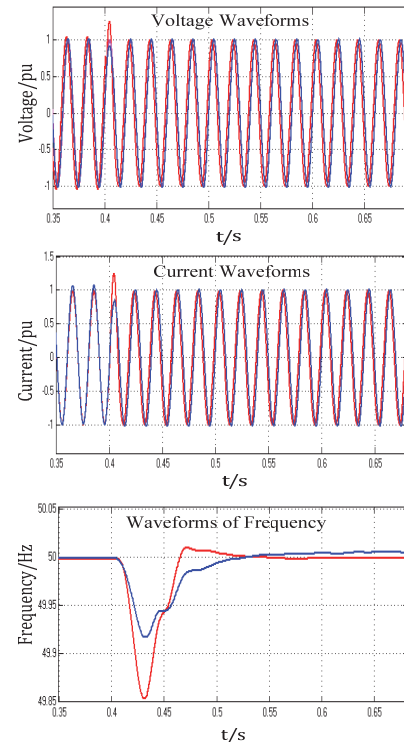 Voltage Waveforms
Voltage/pu
1
0.5
0
-0.5
-1
0.35 0.4 0.45 0.5 0.55 0.6 0.65
t/s
Current Waveforms
Current/pu
1.5
1
0.5
0
-0.5
-1
0.35 0.4 0.45 0.5 0.55 0.6 0.65
t/s
Waveforms of Frequency
Frequency/Hz
50.05
50
49.95
49.9
49.85
0.35 0.4 0.45 0.5 0.55 0.6 0.65
t/s